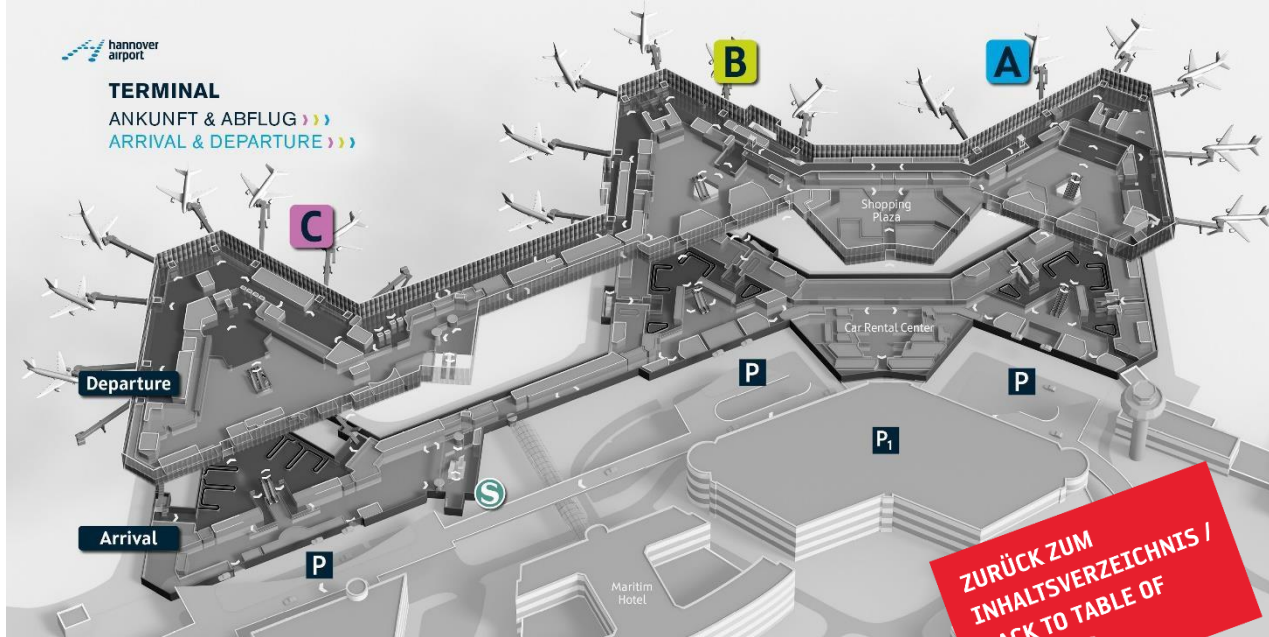 hannover
airport
TERMINAL
ANKUNFT & ABFLUG
ARRIVAL & DEPARTURE
B
A
C
Shopping
Plaza
Car Rental Center
Departure
P
P
P1
S
Arrival
P
Maritim
Hotel
ZURÜCK ZUM
INHALTSVERZEICHNIS /
BACK TO TABLE OF